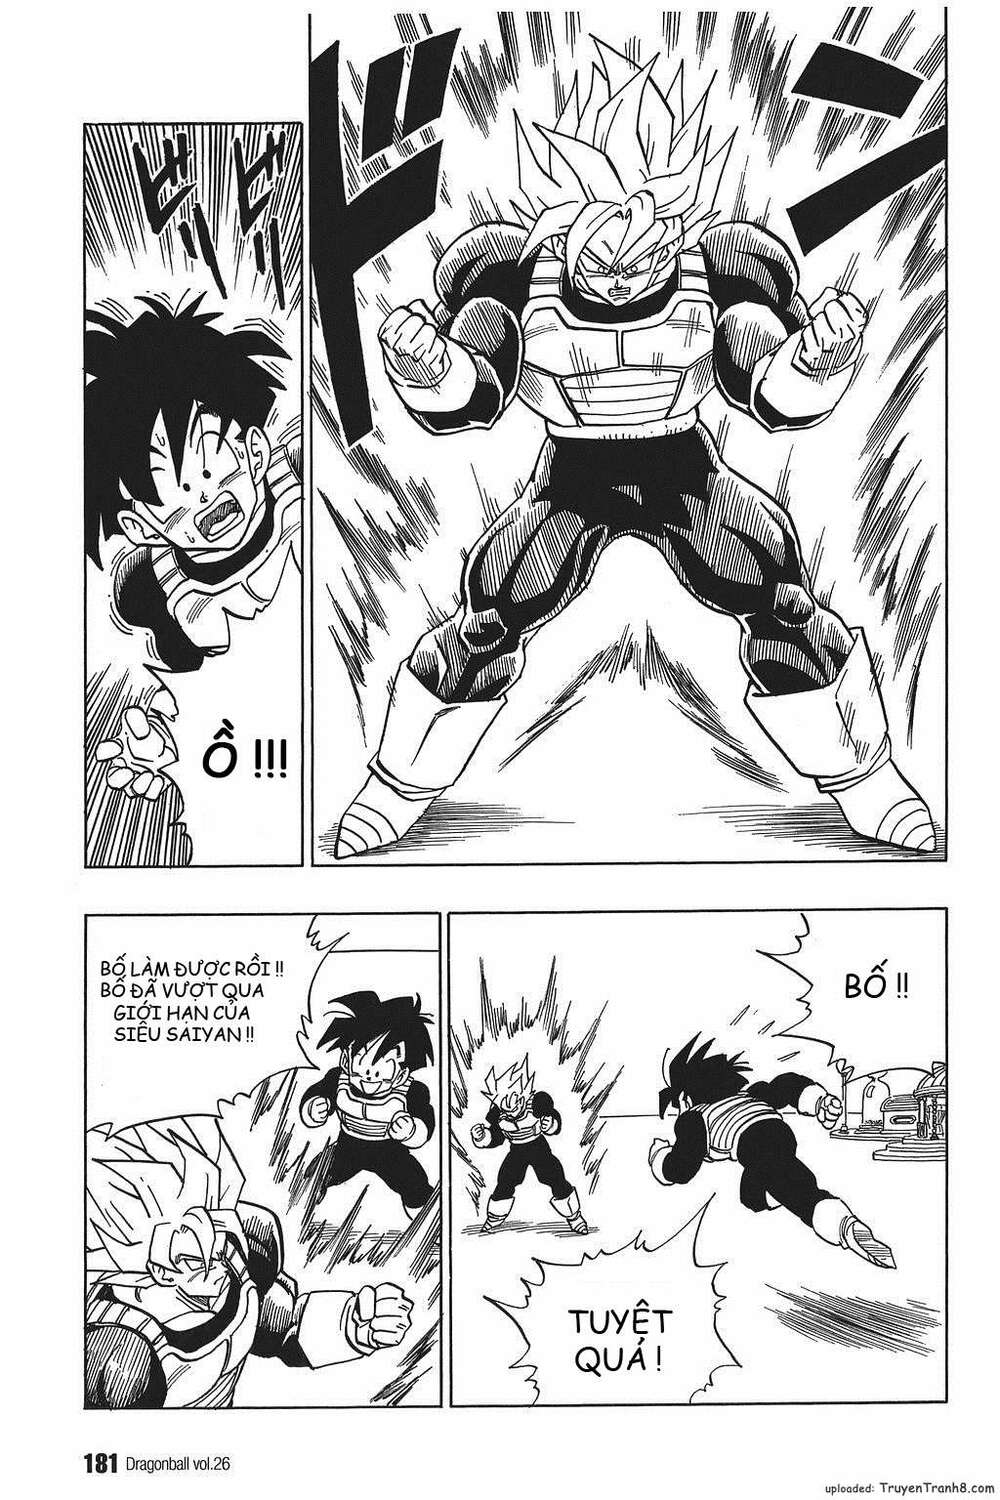 ドン
ビリ
ビリ
Ồ !!!
BỐ !!
TUYỆT
QUÁ !
BỐ LÀM ĐƯỢC RỒI !!
BỐ ĐÃ VƯỢT QUA
GIỚI HẠN CỦA
SIÊU SAIYAN !!
181 Dragonball vol.26
uploaded: TruyenTranh8.com